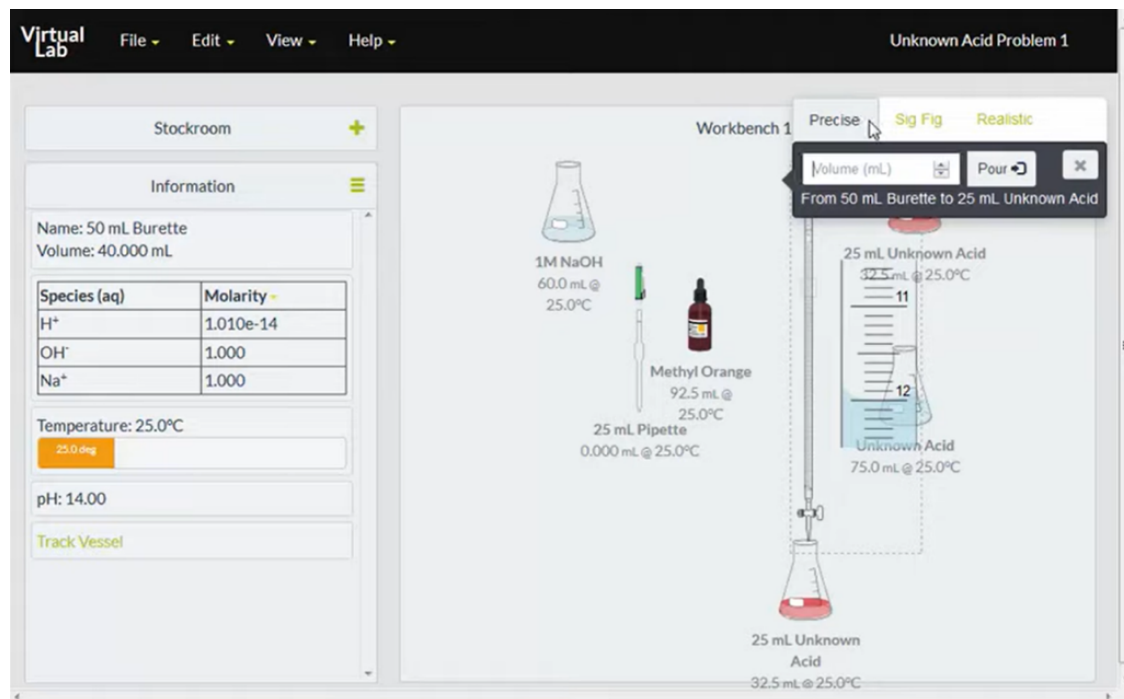 Virtual Lab File Edit View Help Unknown Acid Problem 1
Stockroom
Information
Name: 50 mL Burette
Volume: 40.000 mL
Species (aq) Molarity
H⁺ 1.010e-14
OH⁻ 1.000
Na⁺ 1.000
Temperature: 25.0°C
25.0 deg
pH: 14.00
Track Vessel
Workbench 1
Precise Sig Fig Realistic
Volume (mL) Pour
From 50 mL Burette to 25 mL Unknown Acid
1M NaOH
60.0 mL @
25.0°C
Methyl Orange
92.5 mL @
25.0°C
25 mL Pipette
0.000 mL @ 25.0°C
25 mL Unknown Acid
32.5 mL @ 25.0°C
11
12
Unknown Acid
75.0 mL @ 25.0°C
25 mL Unknown
Acid
32.5 mL @ 25.0°C